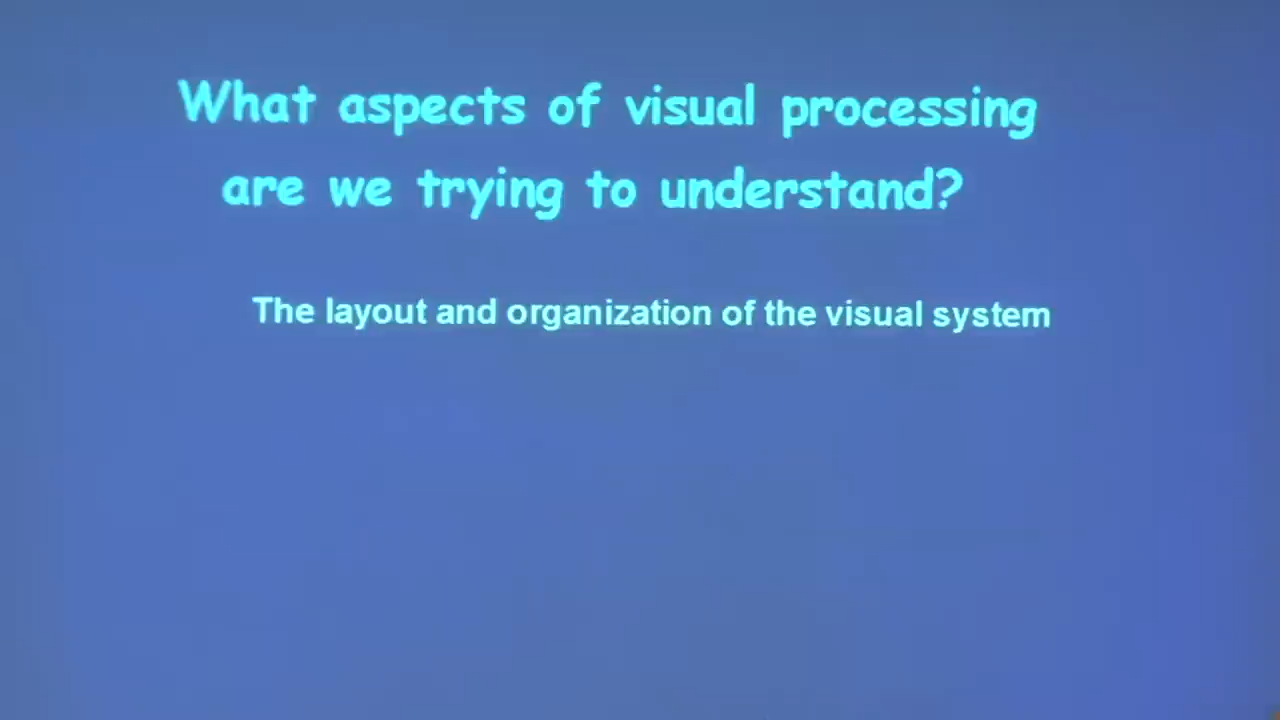 What aspects of visual processing
are we trying to understand?
The layout and organization of the visual system